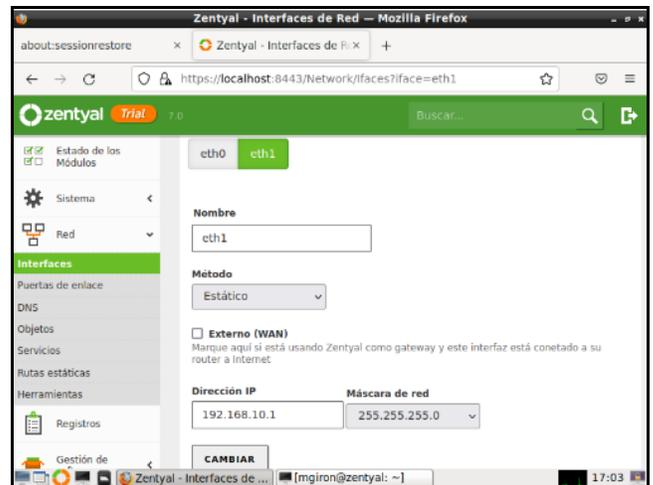 Zentyal - Interfaces de Red — Mozilla Firefox
about:sessionrestore
Zentyal - Interfaces de
https://localhost:8443/Network/Ifaces?iface=eth1
zentyal Trial 7.0
Buscar...
Estado de los
Módulos
Sistema
Red
Interfaces
Puertas de enlace
DNS
Objetos
Servicios
Rutas estáticas
Herramientas
Registros
Gestión de
eth0 eth1
Nombre
eth1
Método
Estático
Externo (WAN)
Marque aquí si está usando Zentyal como gateway y este interfaz está conetado a su
router a Internet
Dirección IP Máscara de red
192.168.10.1 255.255.255.0
CAMBIAR
Zentyal - Interfaces de ... [mgiron@zentyal: ~] 17:03